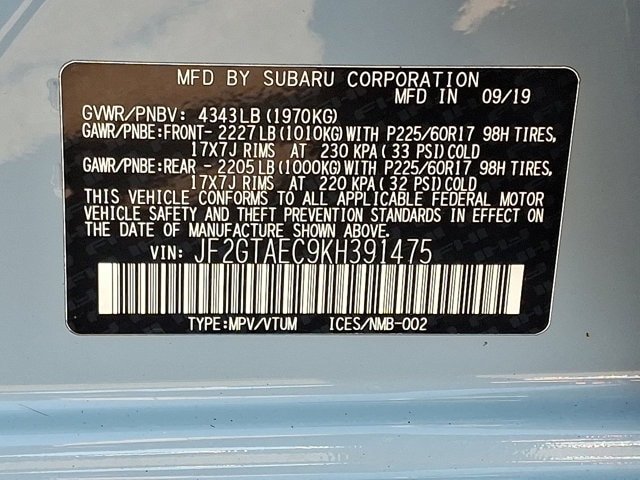 MFD BY SUBARU CORPORATION
MFD IN 09/19
GVWR/PNBV: 4343LB(1970KG)
GAWR/PNBE:FRONT-2227LB(1010KG)WITH P225/60R17 98H TIRES,
17X7J RIMS AT 230 KPA(33 PSI)COLD
GAWR/PNBE:REAR -2205LB(1000KG)WITH P225/60R17 98H TIRES,
17X7J RIMS AT 220 KPA(32 PSI)COLD
THIS VEHICLE CONFORMS TO ALL APPLICABLE FEDERAL MOTOR
VEHICLE SAFETY AND THEFT PREVENTION STANDARDS IN EFFECT ON
THE DATE OF MANUFACTURE SHOWN ABOVE.
VIN: JF2GTAEC9KH391475
TYPE:MPV/VTUM ICES/NMB-002